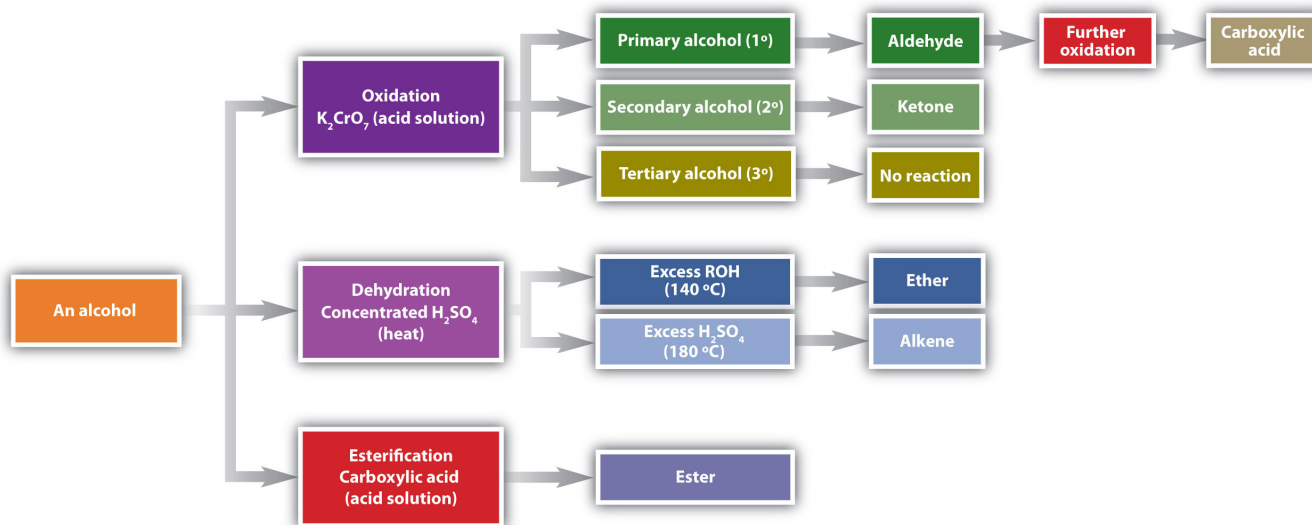 An alcohol
Oxidation
K₂CrO₇ (acid solution)
Primary alcohol (1º)
Aldehyde
Further
oxidation
Carboxylic
acid
Secondary alcohol (2º)
Ketone
Tertiary alcohol (3º)
No reaction
Dehydration
Concentrated H₂SO₄
(heat)
Excess ROH
(140 ºC)
Ether
Excess H₂SO₄
(180 ºC)
Alkene
Esterification
Carboxylic acid
(acid solution)
Ester